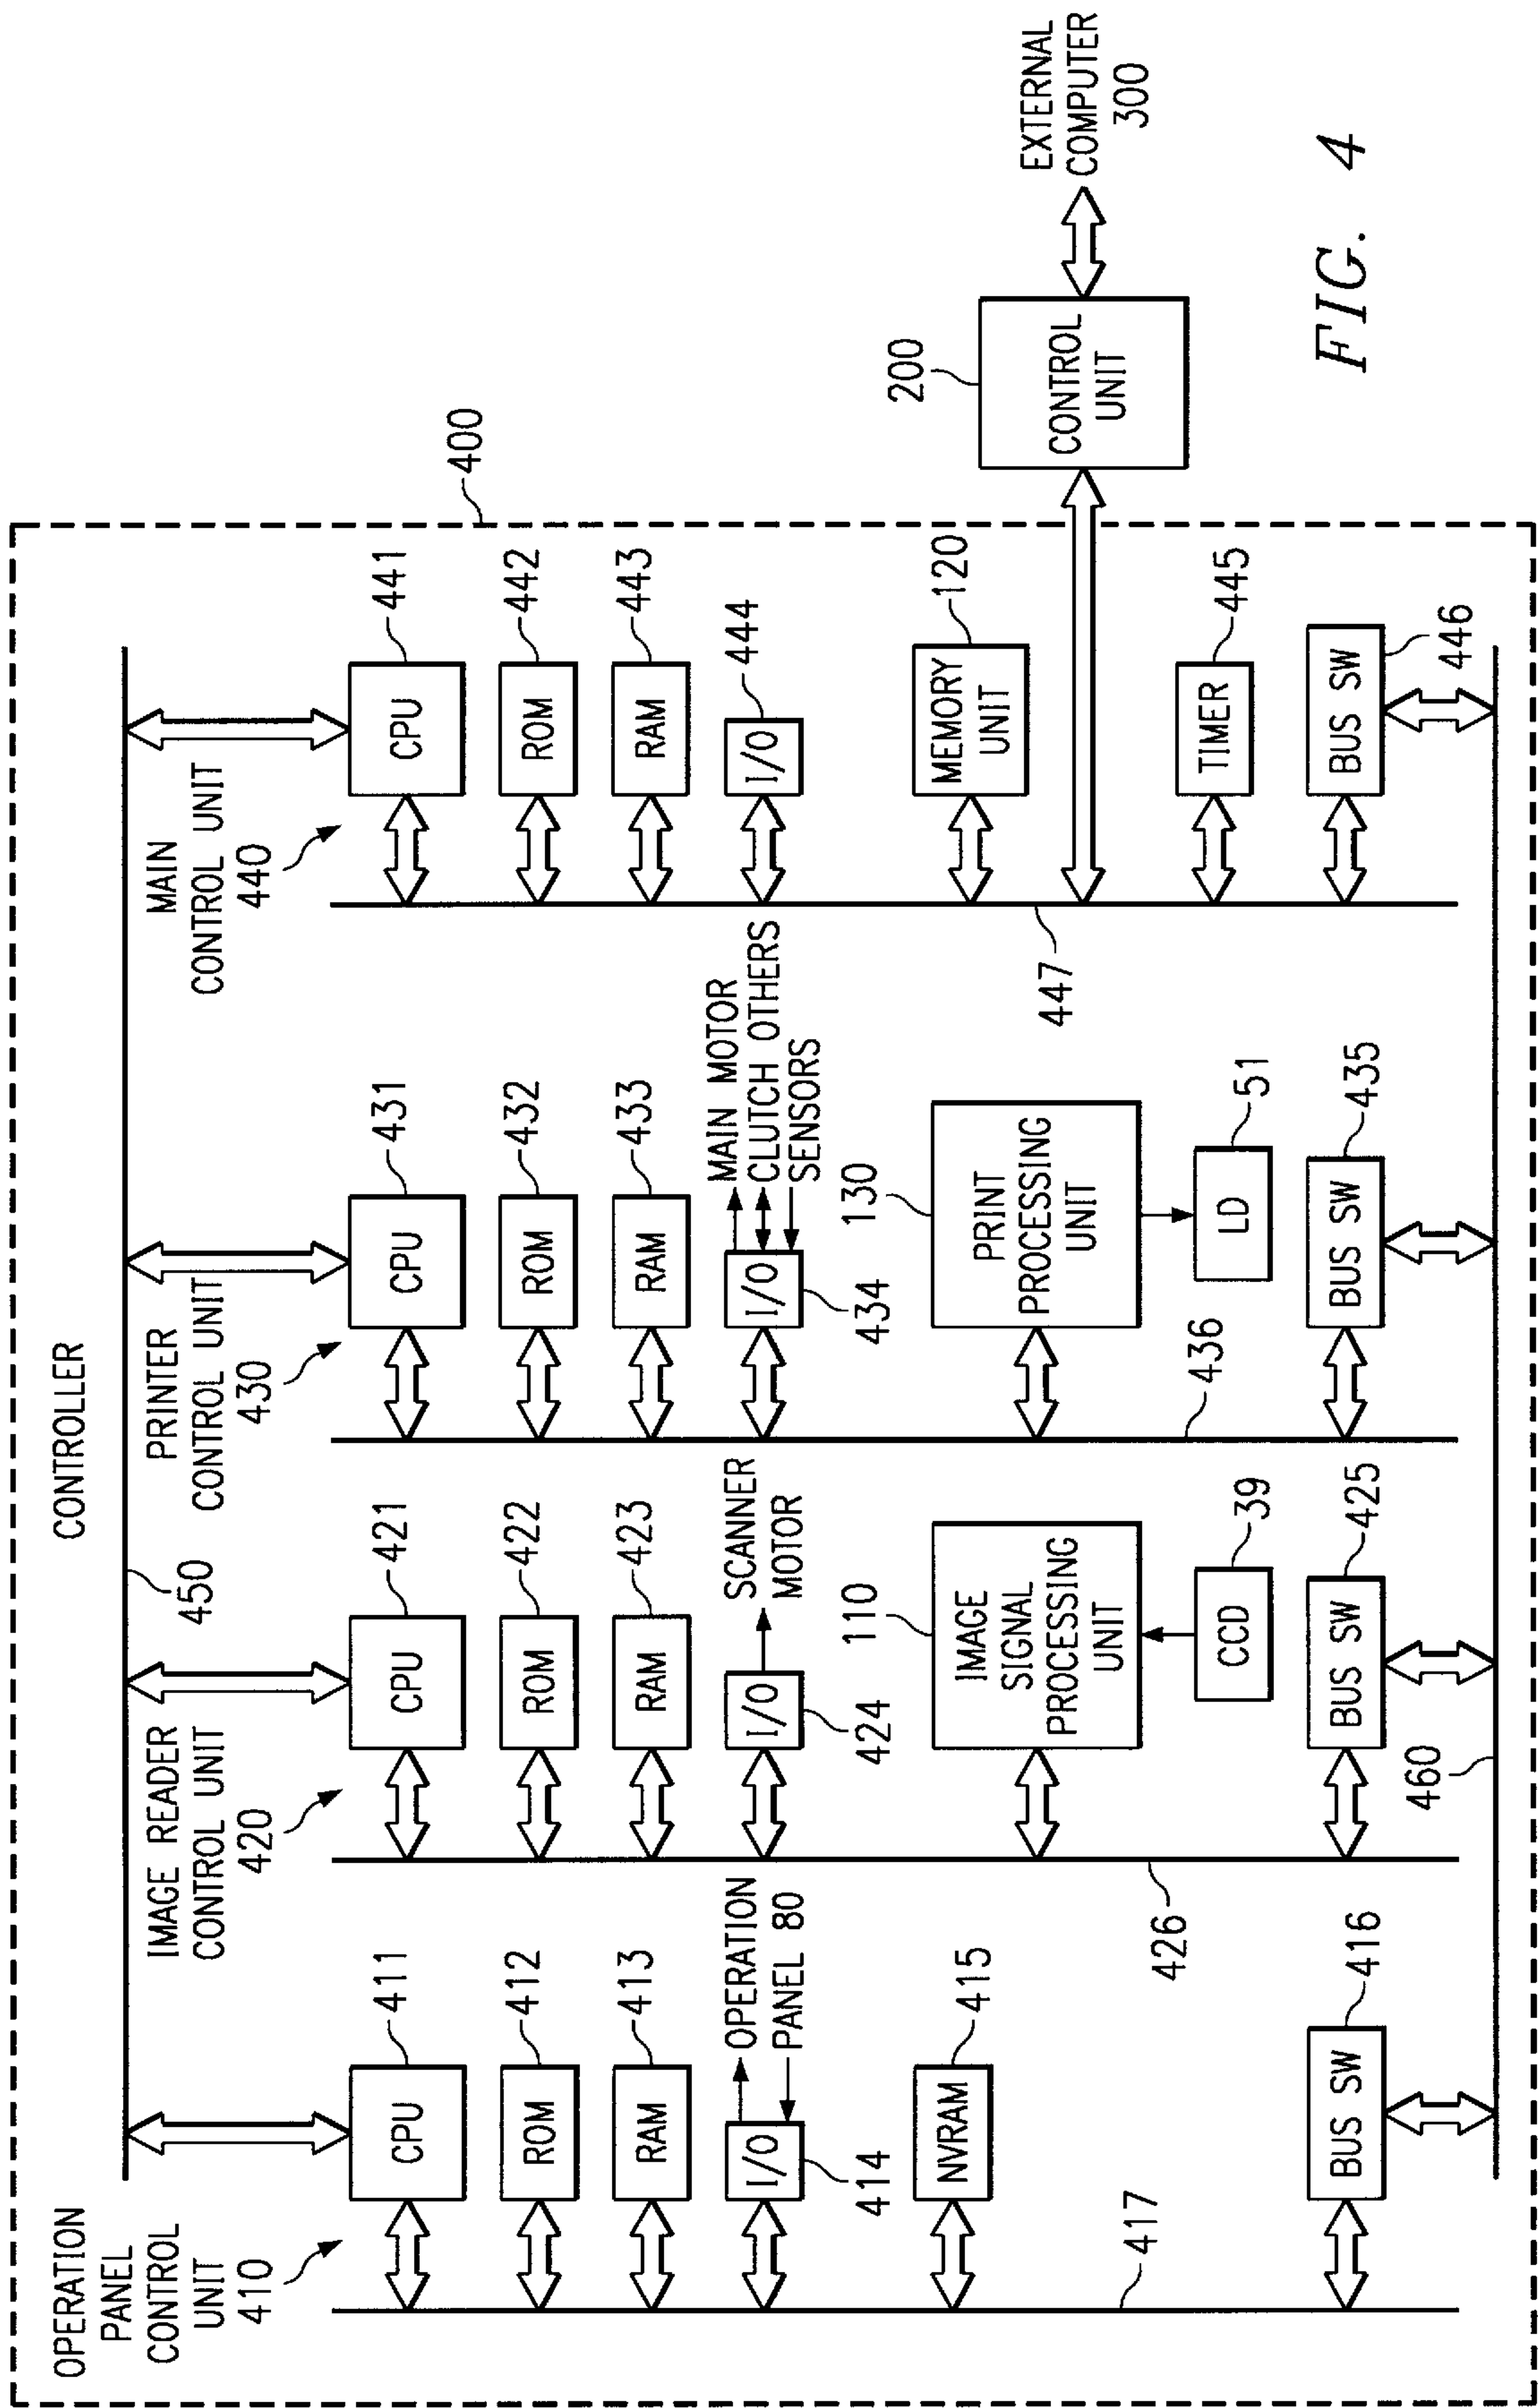 CONTROLLER
400
450
OPERATION
PANEL
CONTROL
UNIT
410
CPU
411
ROM
412
RAM
413
I/O
414
OPERATION
PANEL 80
NVRAM
415
BUS SW
416
417
IMAGE READER
CONTROL UNIT
420
CPU
421
ROM
422
RAM
423
I/O
424
SCANNER
MOTOR
110
IMAGE
SIGNAL
PROCESSING
UNIT
CCD
39
BUS SW
425
426
460
PRINTER
CONTROL UNIT
430
CPU
431
ROM
432
RAM
433
I/O
434
MAIN MOTOR
CLUTCH OTHERS
SENSORS
130
PRINT
PROCESSING
UNIT
LD
51
BUS SW
435
436
MAIN
CONTROL UNIT
440
CPU
441
ROM
442
RAM
443
I/O
444
MEMORY
UNIT
120
TIMER
445
BUS SW
446
447
200
CONTROL
UNIT
EXTERNAL
COMPUTER
300
FIG. 4